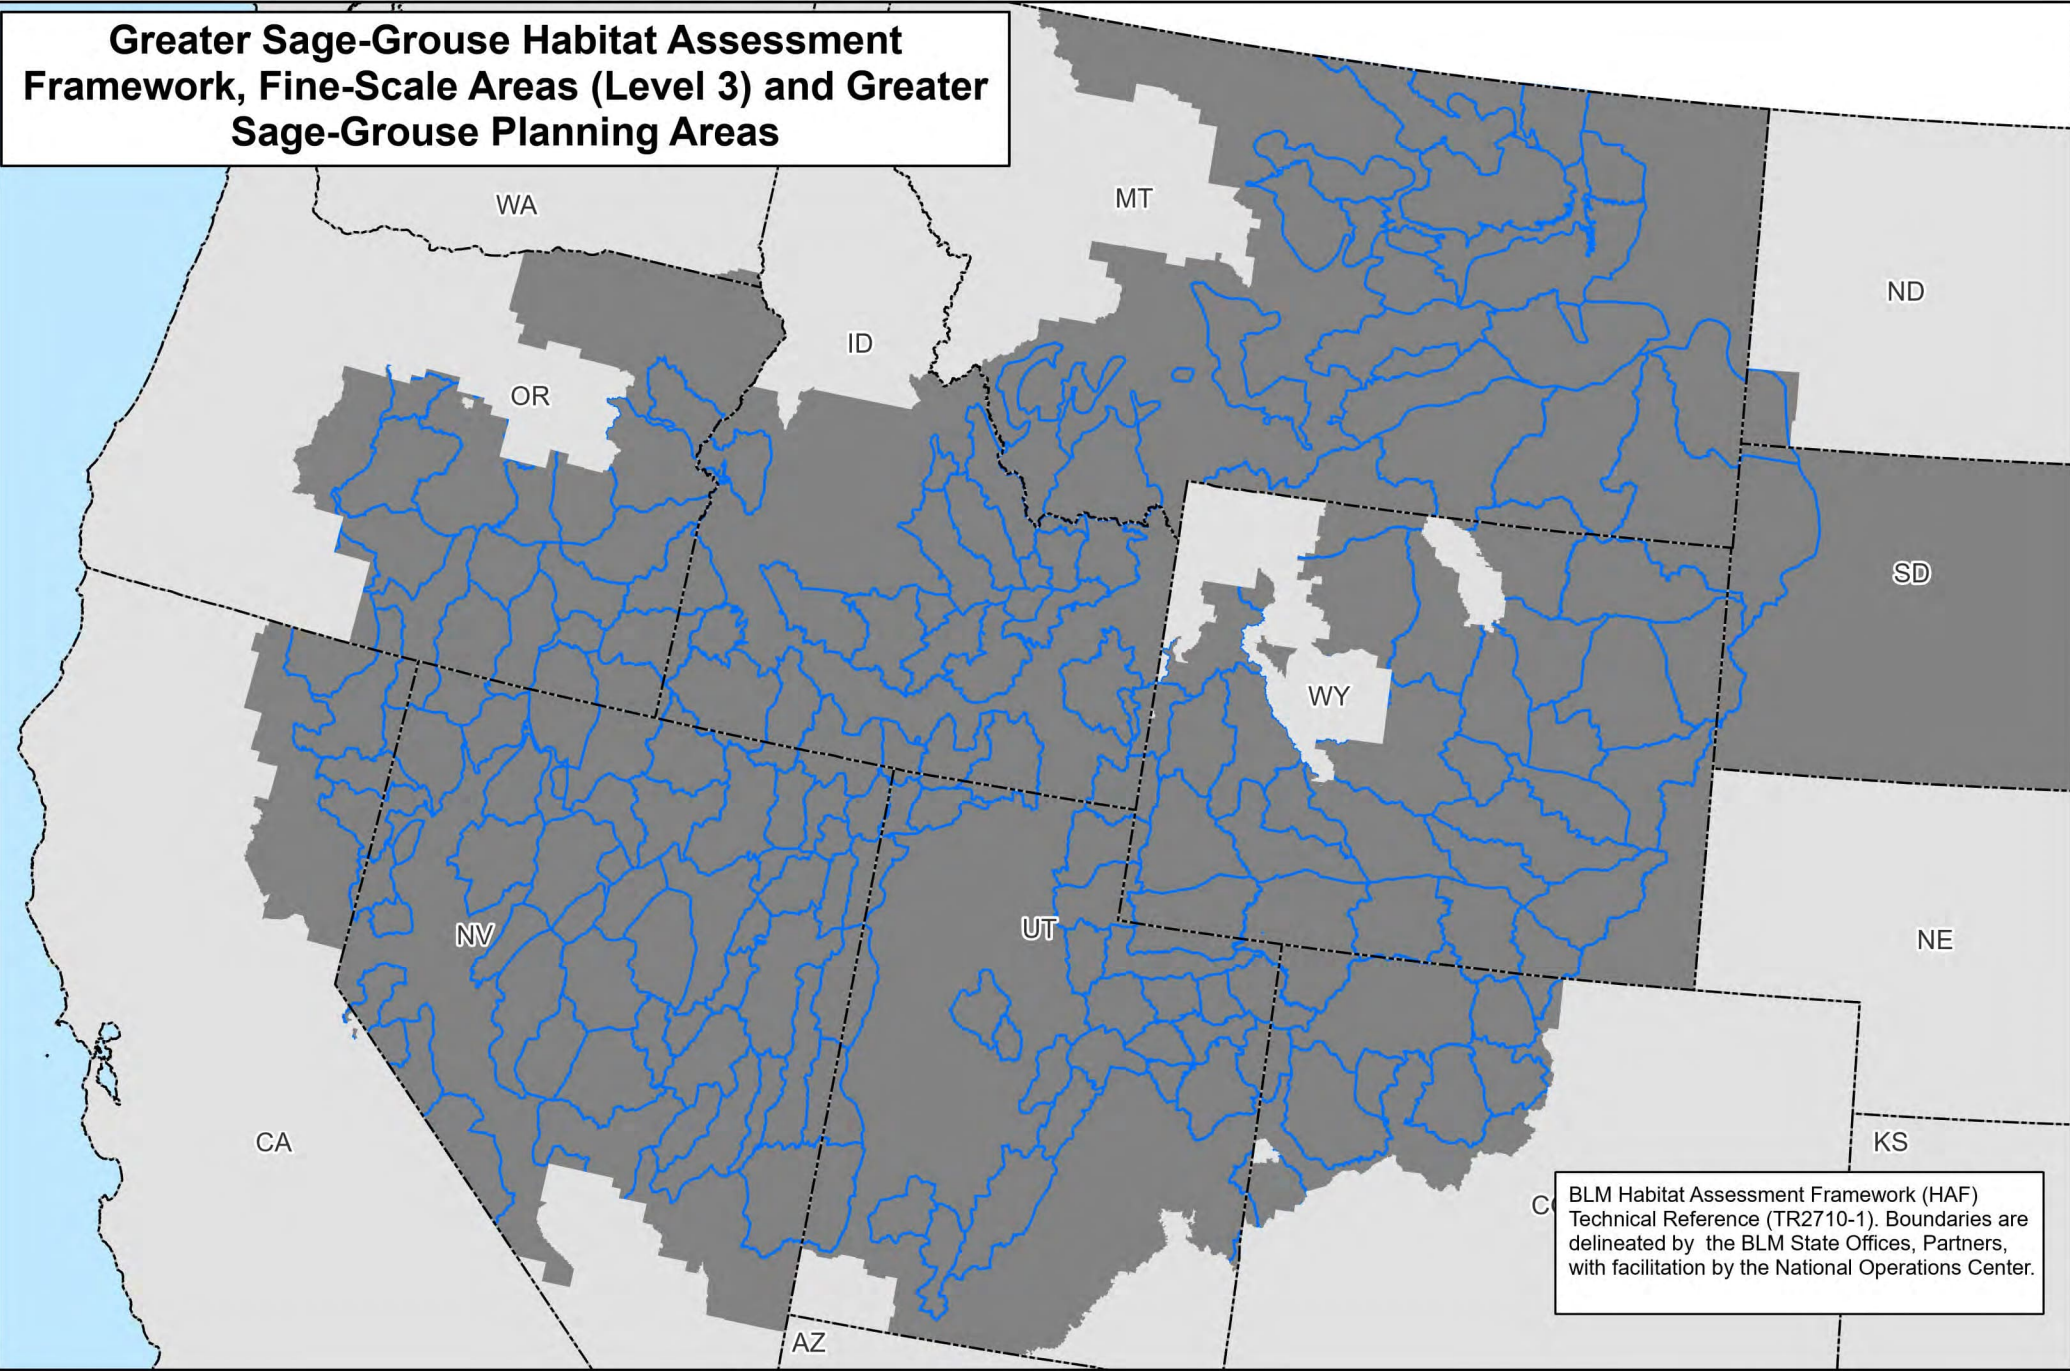 Greater Sage-Grouse Habitat Assessment
Framework, Fine-Scale Areas (Level 3) and Greater
Sage-Grouse Planning Areas
WA
MT
ND
ID
OR
SD
WY
NV
UT
NE
CA
KS
BLM Habitat Assessment Framework (HAF)
Technical Reference (TR2710-1). Boundaries are
delineated by the BLM State Offices, Partners,
with facilitation by the National Operations Center.
AZ